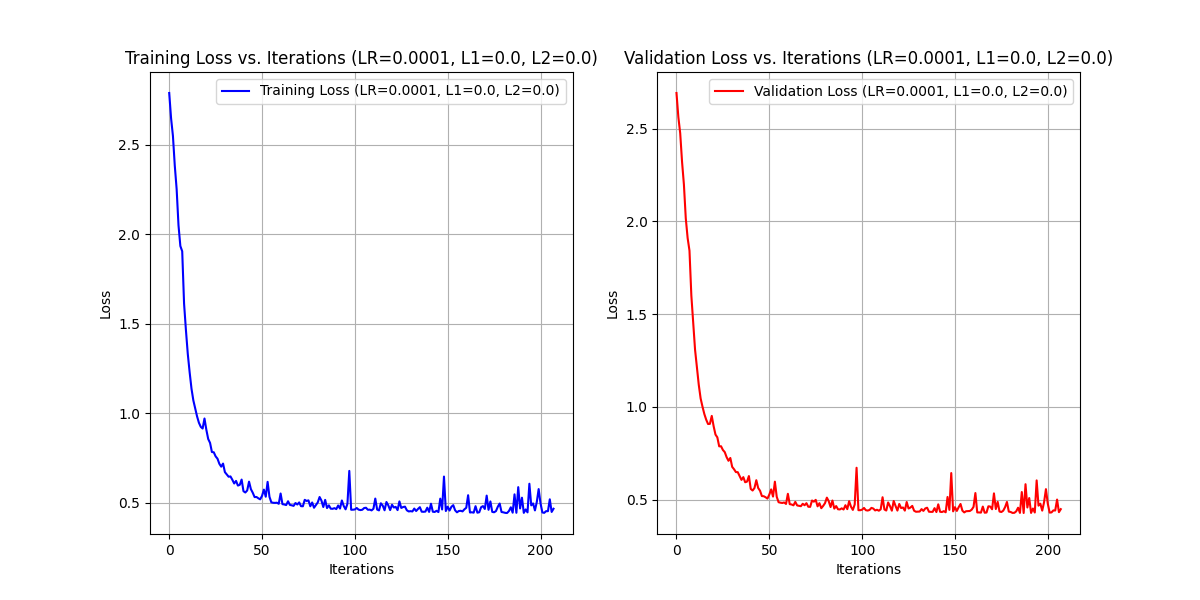 Training Loss vs. Iterations (LR=0.0001, L1=0.0, L2=0.0)
Training Loss (LR=0.0001, L1=0.0, L2=0.0)
Loss
2.5
2.0
1.5
1.0
0.5
0
50
100
150
200
Iterations
Validation Loss vs. Iterations (LR=0.0001, L1=0.0, L2=0.0)
Validation Loss (LR=0.0001, L1=0.0, L2=0.0)
Loss
2.5
2.0
1.5
1.0
0.5
0
50
100
150
200
Iterations